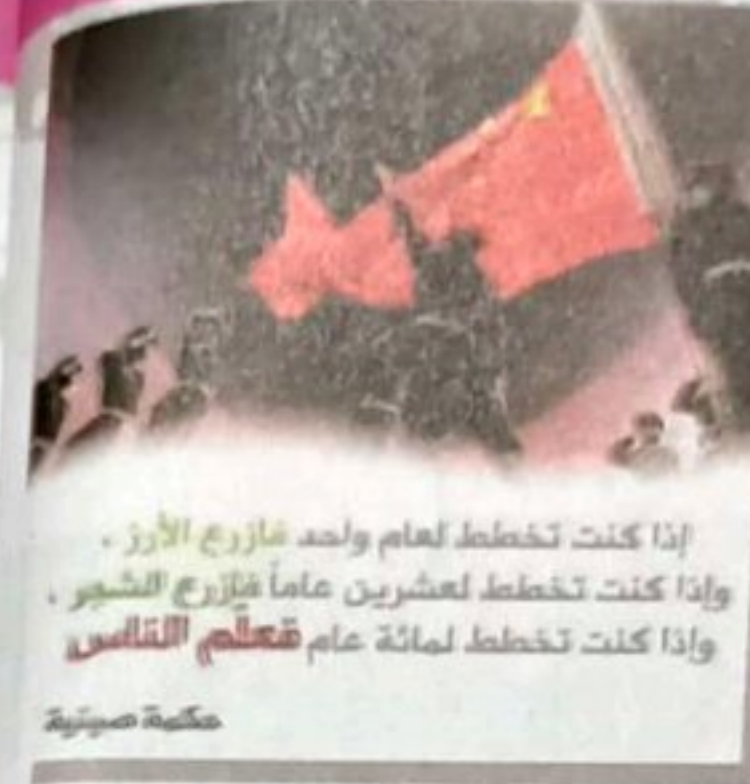 إذا كنت تخطط لعام واحد فازرع الأرز ،
وإذا كنت تخطط لعشرين عاماً فازرع الشجر ،
وإذا كنت تخطط لمائة عام فعلّم الناس
حكمة صينية